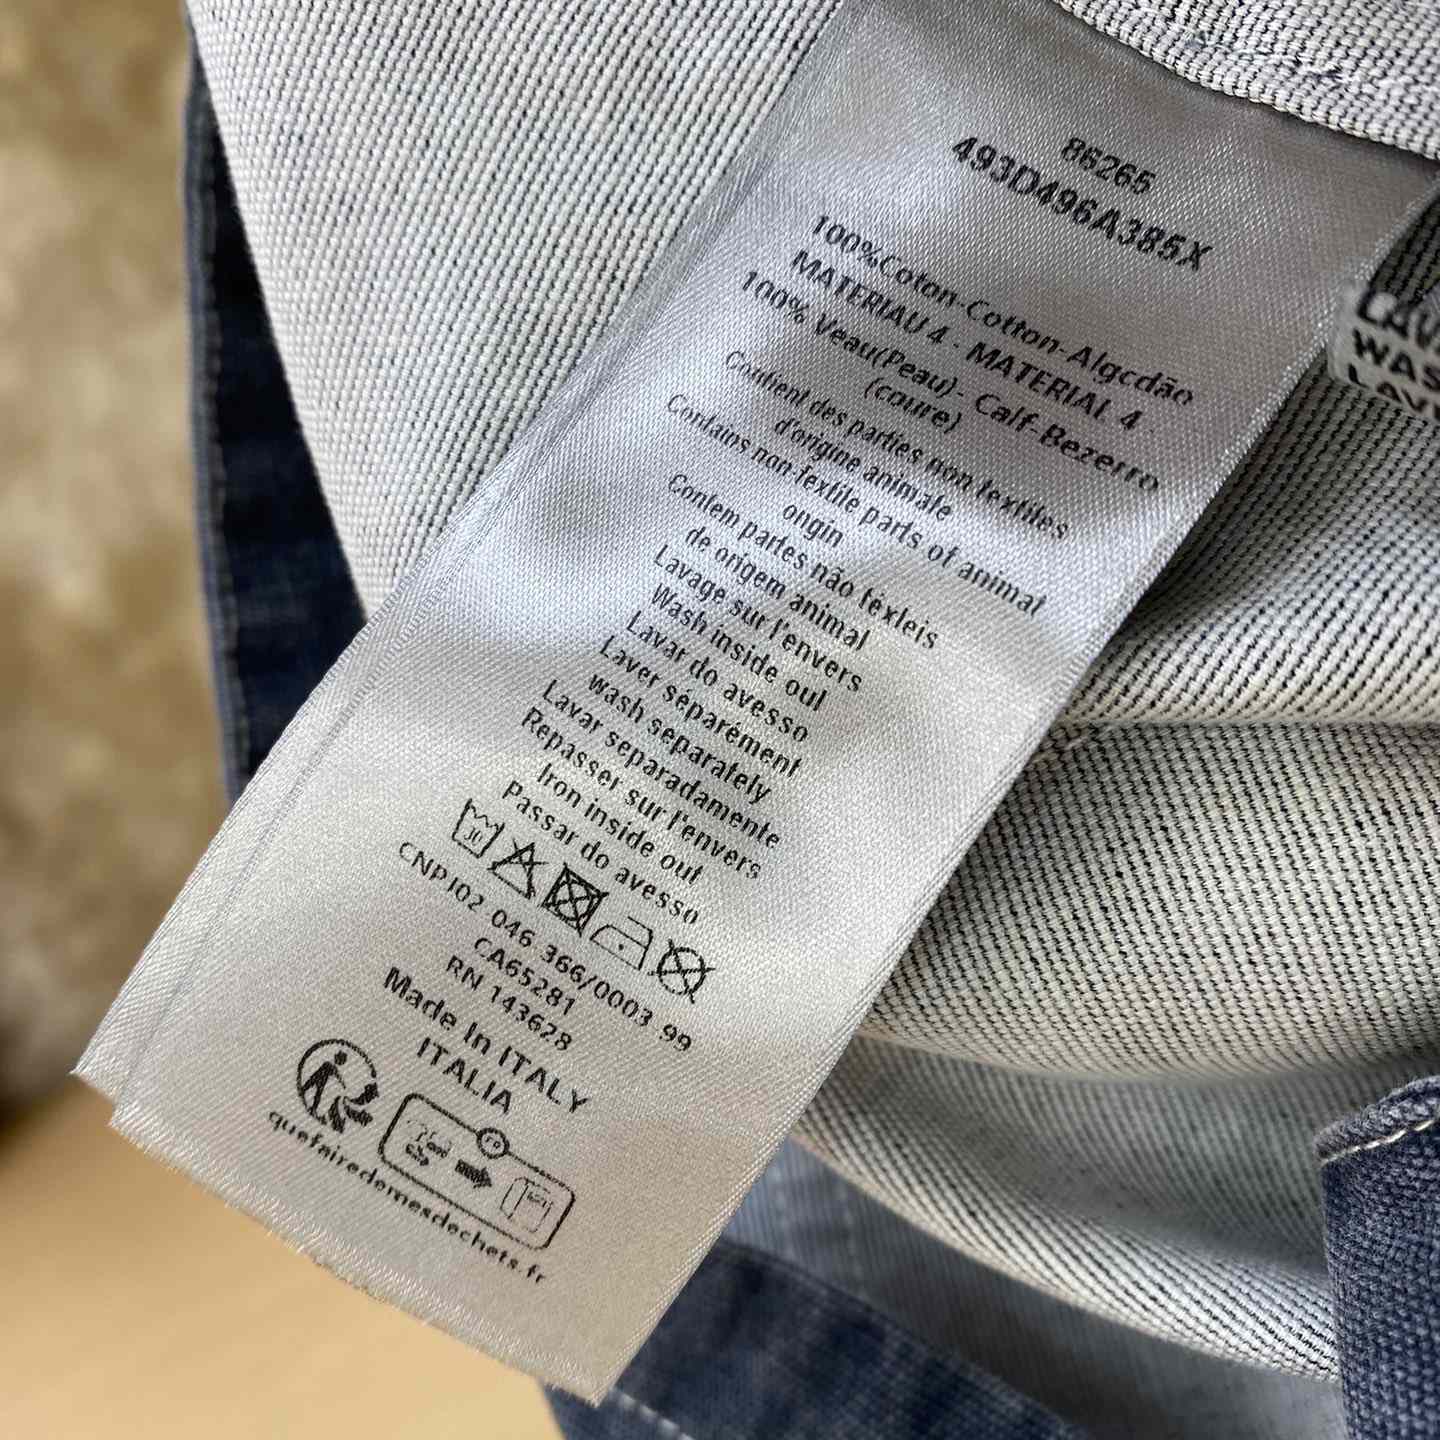 86265
493D496A385X
100%Coton-Cotton-Algcdão
MATERIAU 4 - MATERIAL 4
100% Veau(Peau)- Calf-Bezerro
(coure)
Contient des parties non textiles
d'origine animale
Contains non-textile parts of animal
origin
Contem partes não téxleis
de origem animal
Lavage sur l'envers
Wash inside oul
Lavar do avesso
Laver séparément
wash separately
Lavar separadamente
Repasser sur l'envers
Iron inside out
Passar do avesso
CNPJ02 046 366/0003 99
CA65281
RN 143628
Made In ITALY
ITALIA
quefairedemesdechets.fr
WAS
LAV